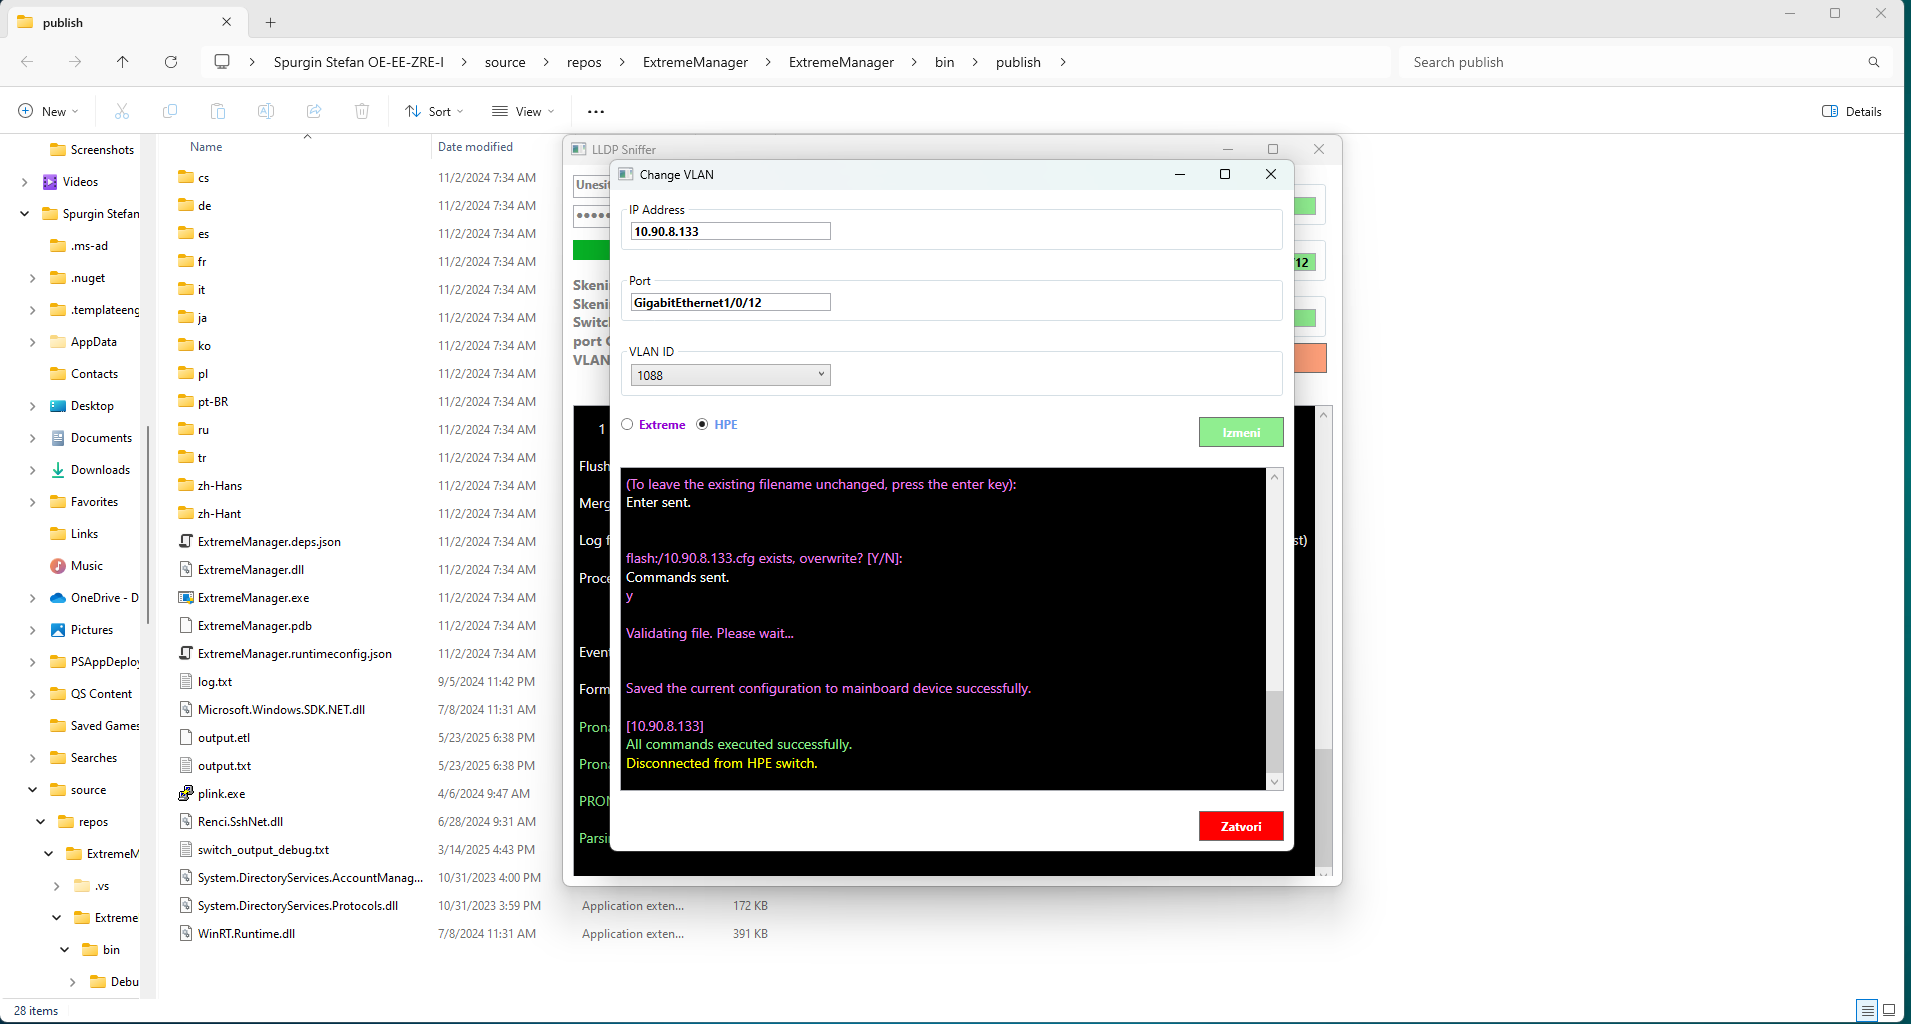 publish
Spurgin Stefan OE-EE-ZRE-I > source > repos > ExtremeManager > ExtremeManager > bin > publish >
Search publish
New
Sort
View
Details
Screenshots
Videos
Spurgin Stefan
.ms-ad
.nuget
.templateeng
AppData
Contacts
Desktop
Documents
Downloads
Favorites
Links
Music
OneDrive - D
Pictures
PSAppDeploy
QS Content
Saved Games
Searches
source
repos
ExtremeM
.vs
Extreme
bin
Debu
Name Date modified
cs 11/2/2024 7:34 AM
de 11/2/2024 7:34 AM
es 11/2/2024 7:34 AM
fr 11/2/2024 7:34 AM
it 11/2/2024 7:34 AM
ja 11/2/2024 7:34 AM
ko 11/2/2024 7:34 AM
pl 11/2/2024 7:34 AM
pt-BR 11/2/2024 7:34 AM
ru 11/2/2024 7:34 AM
tr 11/2/2024 7:34 AM
zh-Hans 11/2/2024 7:34 AM
zh-Hant 11/2/2024 7:34 AM
ExtremeManager.deps.json 11/2/2024 7:34 AM
ExtremeManager.dll 11/2/2024 7:34 AM
ExtremeManager.exe 11/2/2024 7:34 AM
ExtremeManager.pdb 11/2/2024 7:34 AM
ExtremeManager.runtimeconfig.json 11/2/2024 7:34 AM
log.txt 9/5/2024 11:42 PM
Microsoft.Windows.SDK.NET.dll 7/8/2024 11:31 AM
output.etl 5/23/2025 6:38 PM
output.txt 5/23/2025 6:38 PM
plink.exe 4/6/2024 9:47 AM
Renci.SshNet.dll 6/28/2024 9:31 AM
switch_output_debug.txt 3/14/2025 4:43 PM
System.DirectoryServices.AccountManag... 10/31/2023 4:00 PM
System.DirectoryServices.Protocols.dll 10/31/2023 3:59 PM Application exten... 172 KB
WinRT.Runtime.dll 7/8/2024 11:31 AM Application exten... 391 KB
28 items
LLDP Sniffer
Unesit
Skeni
Skeni
Switc
port
VLAN
/12
1
Flush
Merg
Log f
st)
Proce
Event
Form
Prona
Prona
PRON
Parsi
Change VLAN
IP Address
10.90.8.133
Port
GigabitEthernet1/0/12
VLAN ID
1088
Extreme HPE
Izmeni
(To leave the existing filename unchanged, press the enter key):
Enter sent.
flash:/10.90.8.133.cfg exists, overwrite? [Y/N]:
Commands sent.
y
Validating file. Please wait...
Saved the current configuration to mainboard device successfully.
[10.90.8.133]
All commands executed successfully.
Disconnected from HPE switch.
Zatvori